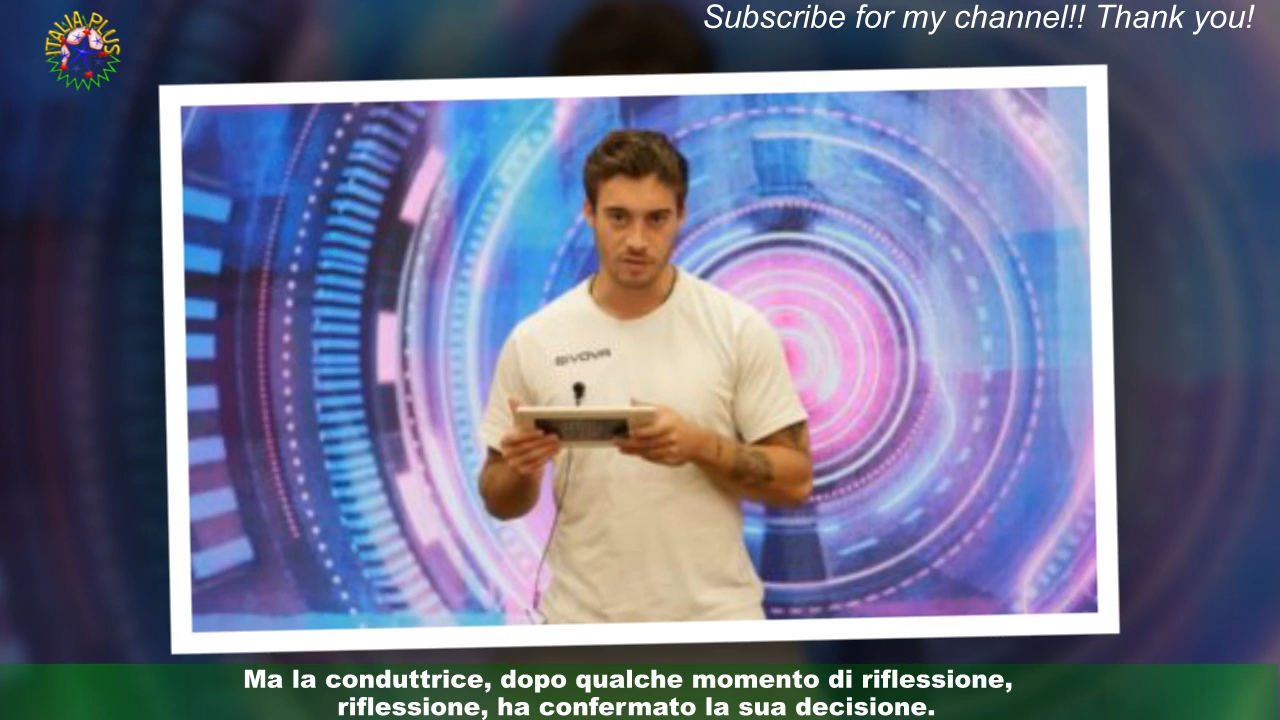 Subscribe for my channel!! Thank you!
ITALIA PLUS
GIVOVA
Ma la conduttrice, dopo qualche momento di riflessione,
riflessione, ha confermato la sua decisione.